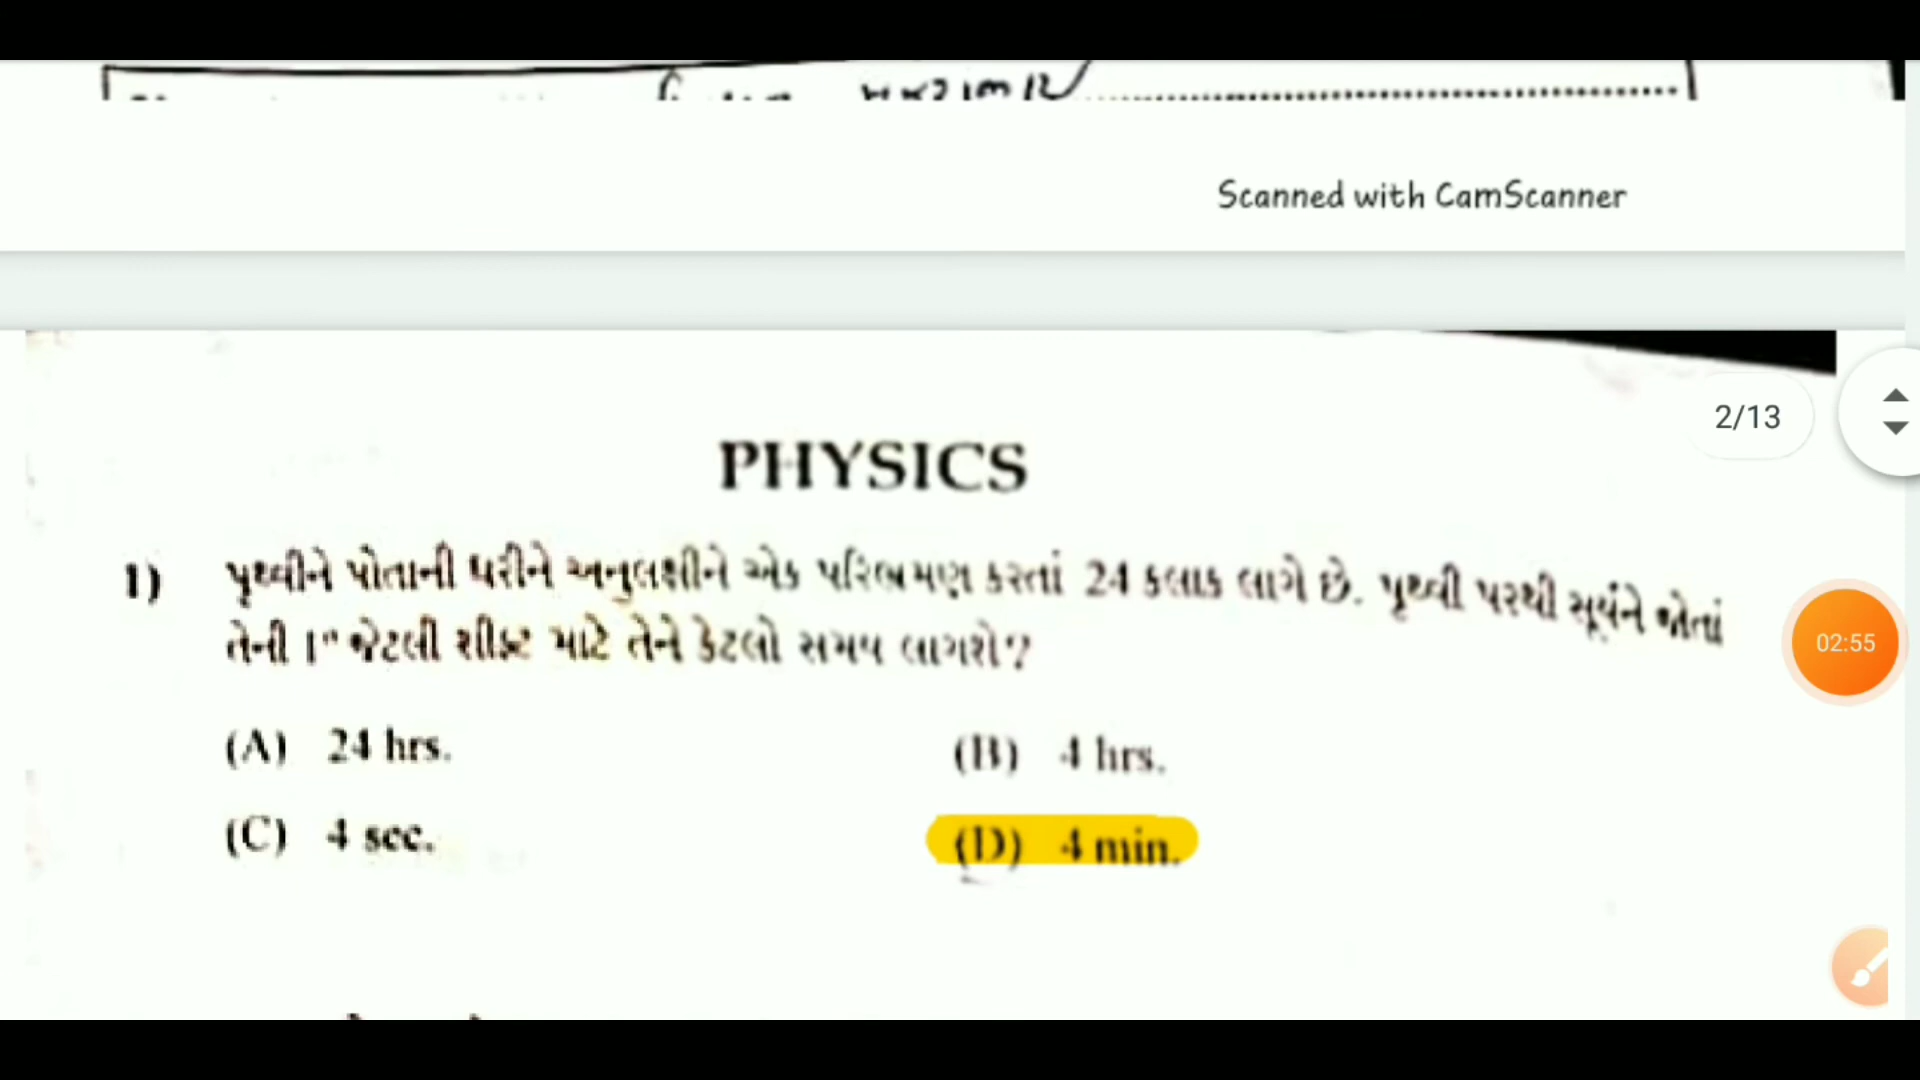 Scanned with CamScanner
2/13
PHYSICS
1) પૃથ્વીને પોતાની ધરીને અનુલક્ષીને એક પરિભ્રમણ કરતાં 24 કલાક લાગે છે. પૃથ્વી પરથી સૂર્યને જોતાં
તેની 1° જેટલી શીફ્ટ માટે તેને કેટલો સમય લાગશે?
02:55
(A) 24 hrs.
(B) 4 hrs.
(C) 4 sec.
(D) 4 min.